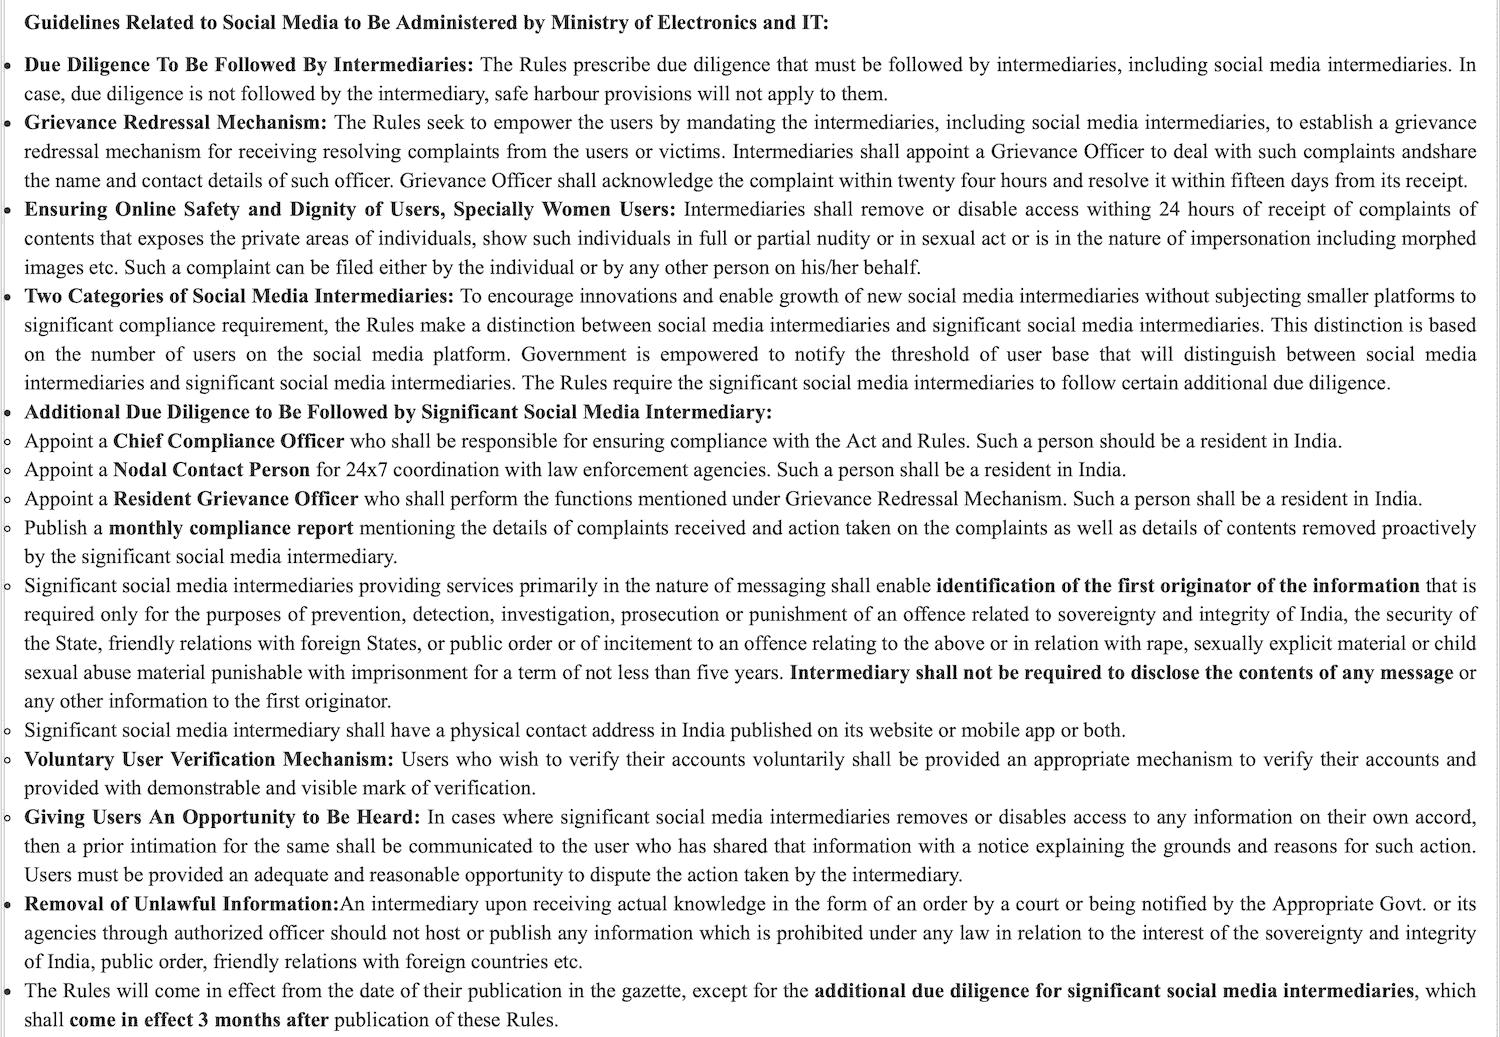 Guidelines Related to Social Media to Be Administered by Ministry of Electronics and IT:
• Due Diligence To Be Followed By Intermediaries: The Rules prescribe due diligence that must be followed by intermediaries, including social media intermediaries. In
case, due diligence is not followed by the intermediary, safe harbour provisions will not apply to them.
• Grievance Redressal Mechanism: The Rules seek to empower the users by mandating the intermediaries, including social media intermediaries, to establish a grievance
redressal mechanism for receiving resolving complaints from the users or victims. Intermediaries shall appoint a Grievance Officer to deal with such complaints andshare
the name and contact details of such officer. Grievance Officer shall acknowledge the complaint within twenty four hours and resolve it within fifteen days from its receipt.
• Ensuring Online Safety and Dignity of Users, Specially Women Users: Intermediaries shall remove or disable access withing 24 hours of receipt of complaints of
contents that exposes the private areas of individuals, show such individuals in full or partial nudity or in sexual act or is in the nature of impersonation including morphed
images etc. Such a complaint can be filed either by the individual or by any other person on his/her behalf.
• Two Categories of Social Media Intermediaries: To encourage innovations and enable growth of new social media intermediaries without subjecting smaller platforms to
significant compliance requirement, the Rules make a distinction between social media intermediaries and significant social media intermediaries. This distinction is based
on the number of users on the social media platform. Government is empowered to notify the threshold of user base that will distinguish between social media
intermediaries and significant social media intermediaries. The Rules require the significant social media intermediaries to follow certain additional due diligence.
• Additional Due Diligence to Be Followed by Significant Social Media Intermediary:
◦ Appoint a Chief Compliance Officer who shall be responsible for ensuring compliance with the Act and Rules. Such a person should be a resident in India.
◦ Appoint a Nodal Contact Person for 24x7 coordination with law enforcement agencies. Such a person shall be a resident in India.
◦ Appoint a Resident Grievance Officer who shall perform the functions mentioned under Grievance Redressal Mechanism. Such a person shall be a resident in India.
◦ Publish a monthly compliance report mentioning the details of complaints received and action taken on the complaints as well as details of contents removed proactively
by the significant social media intermediary.
◦ Significant social media intermediaries providing services primarily in the nature of messaging shall enable identification of the first originator of the information that is
required only for the purposes of prevention, detection, investigation, prosecution or punishment of an offence related to sovereignty and integrity of India, the security of
the State, friendly relations with foreign States, or public order or of incitement to an offence relating to the above or in relation with rape, sexually explicit material or child
sexual abuse material punishable with imprisonment for a term of not less than five years. Intermediary shall not be required to disclose the contents of any message or
any other information to the first originator.
◦ Significant social media intermediary shall have a physical contact address in India published on its website or mobile app or both.
◦ Voluntary User Verification Mechanism: Users who wish to verify their accounts voluntarily shall be provided an appropriate mechanism to verify their accounts and
provided with demonstrable and visible mark of verification.
◦ Giving Users An Opportunity to Be Heard: In cases where significant social media intermediaries removes or disables access to any information on their own accord,
then a prior intimation for the same shall be communicated to the user who has shared that information with a notice explaining the grounds and reasons for such action.
Users must be provided an adequate and reasonable opportunity to dispute the action taken by the intermediary.
• Removal of Unlawful Information:An intermediary upon receiving actual knowledge in the form of an order by a court or being notified by the Appropriate Govt. or its
agencies through authorized officer should not host or publish any information which is prohibited under any law in relation to the interest of the sovereignty and integrity
of India, public order, friendly relations with foreign countries etc.
• The Rules will come in effect from the date of their publication in the gazette, except for the additional due diligence for significant social media intermediaries, which
shall come in effect 3 months after publication of these Rules.